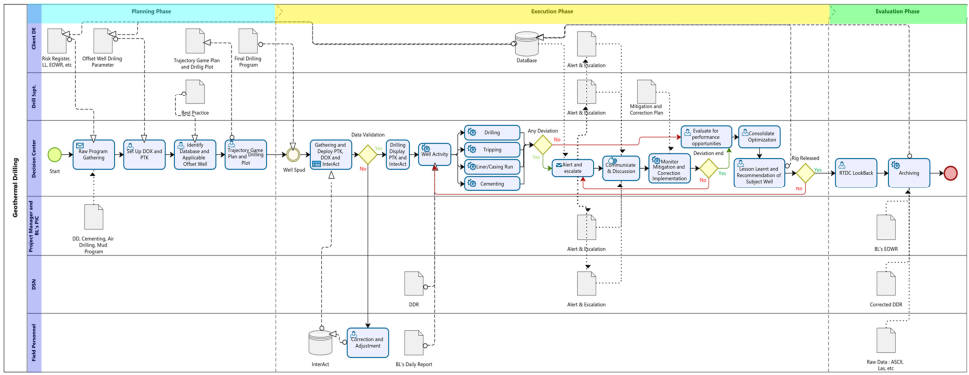 Planning Phase
Execution Phase
Evaluation Phase
Geothermal Drilling
Client DE
Risk Register,
LL, EOWR, etc
Offset Well Driling
Parameter
Trajectory Game Plan
and Drillig Plot
Final Drilling
Program
DataBase
Alert & Escalation
Drill Supt.
Best Practice
Alert & Escalation
Mitigation and
Correction Plan
Decision Center
Start
Raw Program
Gathering
Set Up DOX and
PTK
Identify
Database and
Applicable
Offset Well
Trajectory Game
Plan and Drilling
Plot
Well Spud
Gathering and
Deploy PTK,
DOX and
InterAct
Data Validation
Yes
No
Drilling
Display
PTK and
InterAct
Well Activity
Drilling
Tripping
Liner/Casing Run
Cementing
Any Deviation
No
Yes
Alert and
escalate
Communicate
& Discussion
Monitor
Mitigation and
Correction
Implementation
Deviation end
Yes
No
Evaluate for
performance
opportunities
Consolidate
Optimization
Lesson Learnt and
Recommendation of
Subject Well
Rig Released
Yes
No
RTDC LookBack
Archiving
Project Manager and
BL's PIC
DD, Cementing, Air
Drilling, Mud
Program
Alert & Escalation
BL's EOWR
DSN
DDR
Alert & Escalation
Corrected DDR
Field Personnel
InterAct
Correction and
Adjustment
BL's Daily Report
Raw Data : ASCII,
Las, etc